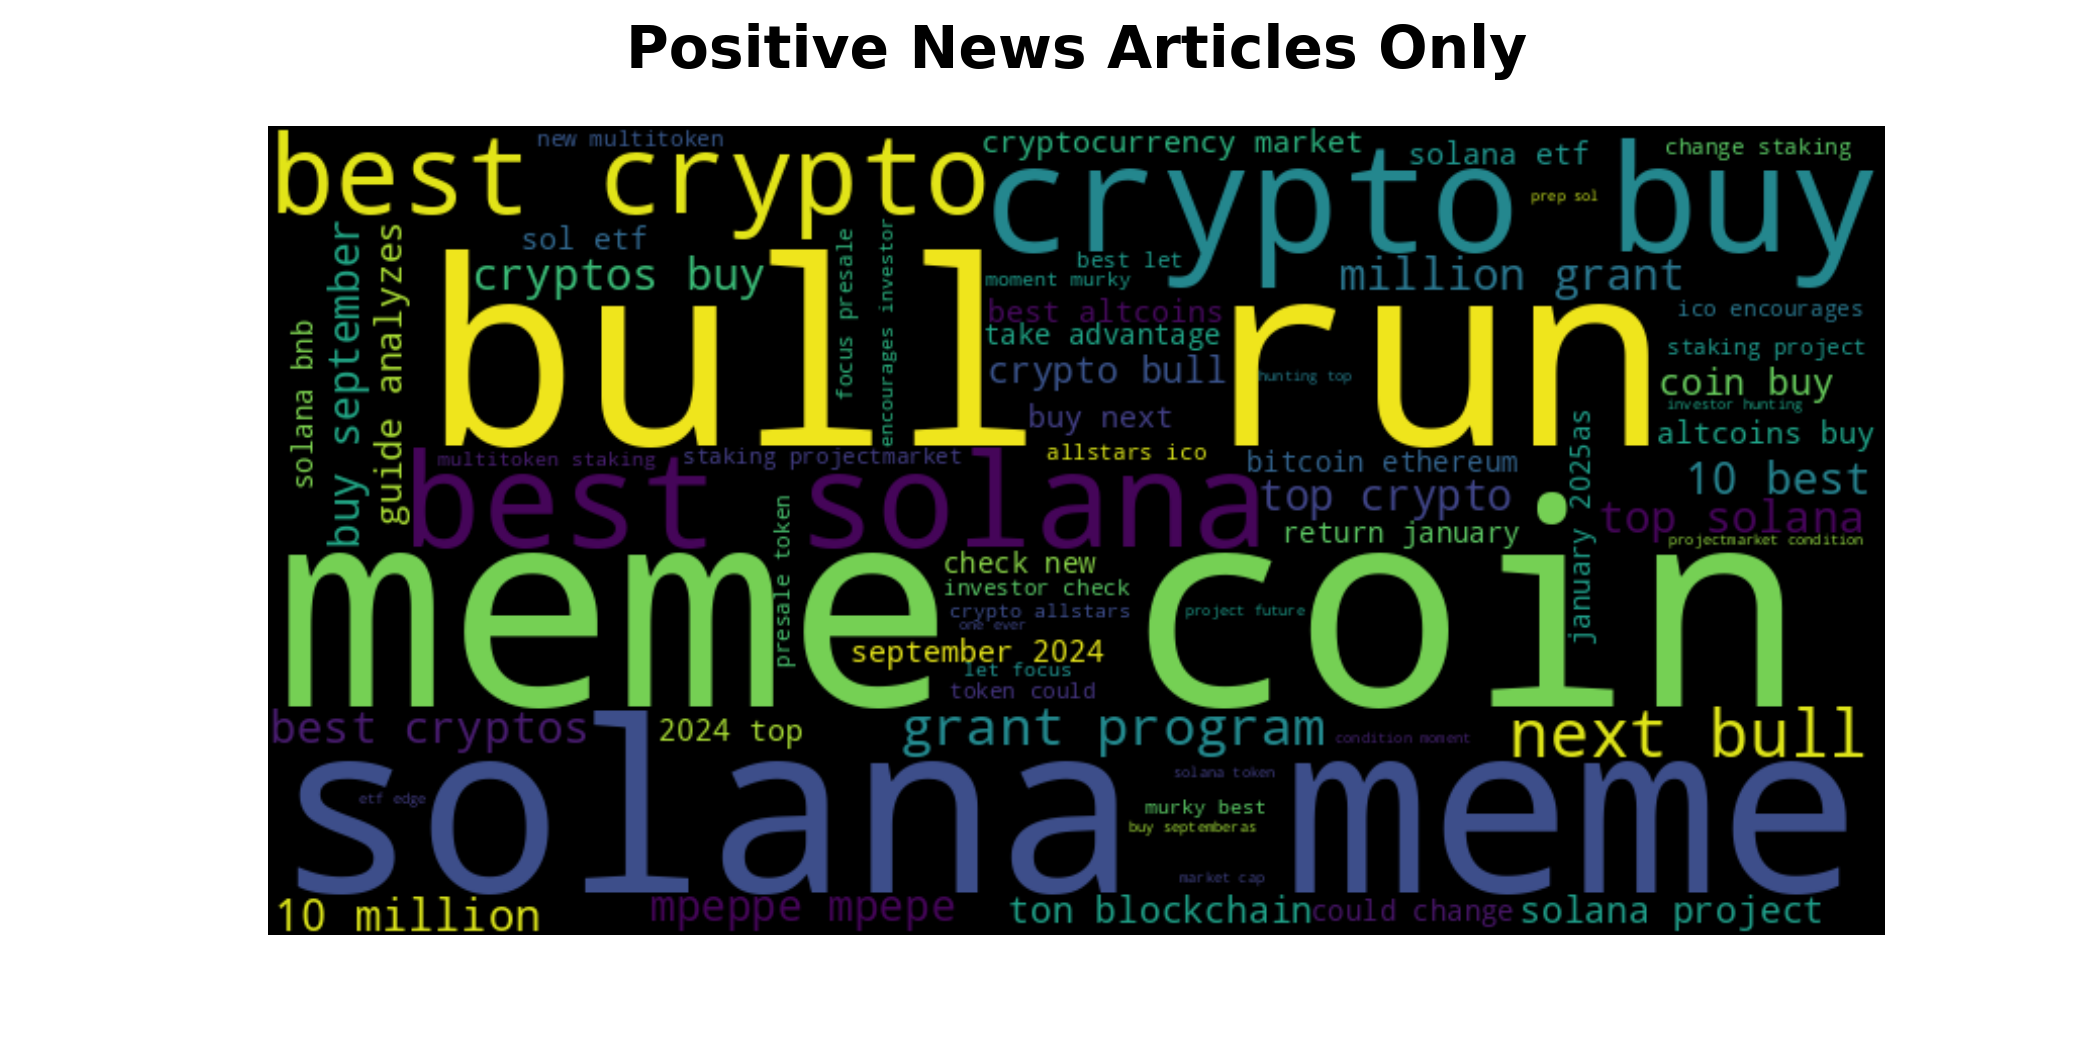 Positive News Articles Only
new multitoken
best crypto
cryptocurrency market
solana etf
change staking
crypto buy
prep sol
sol etf
cryptos buy
best let
moment murky
million grant
buy september
guide analyzes
focus presale
encourages investor
bull run
best altcoins
take advantage
ico encourages
solana bnb
staking project
crypto bull
hunting top
coin buy
investor hunting
buy next
altcoins buy
multitoken staking
staking projectmarket
allstars ico
bitcoin ethereum
10 best
best solana
top crypto
january 2025as
top solana
return january
projectmarket condition
presale token
meme coin
check new
investor check
crypto allstars
project future
one ever
september 2024
let focus
token could
best cryptos
2024 top
grant program
condition moment
next bull
solana meme
solana token
etf edge
murky best
buy septemberas
market cap
10 million
mpeppe mpepe
ton blockchain
could change
solana project